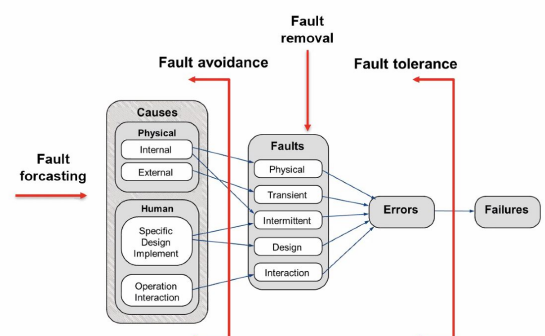 Fault
removal
Fault avoidance
Fault tolerance
Causes
Physical
Internal
External
Fault
forcasting
Human
Specific
Design
Implement
Operation
Interaction
Faults
Physical
Transient
Intermittent
Design
Interaction
Errors
Failures